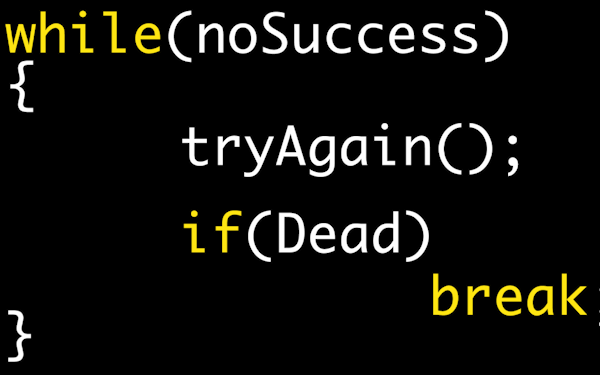 while(noSuccess)
{
tryAgain();
if(Dead)
break;
}